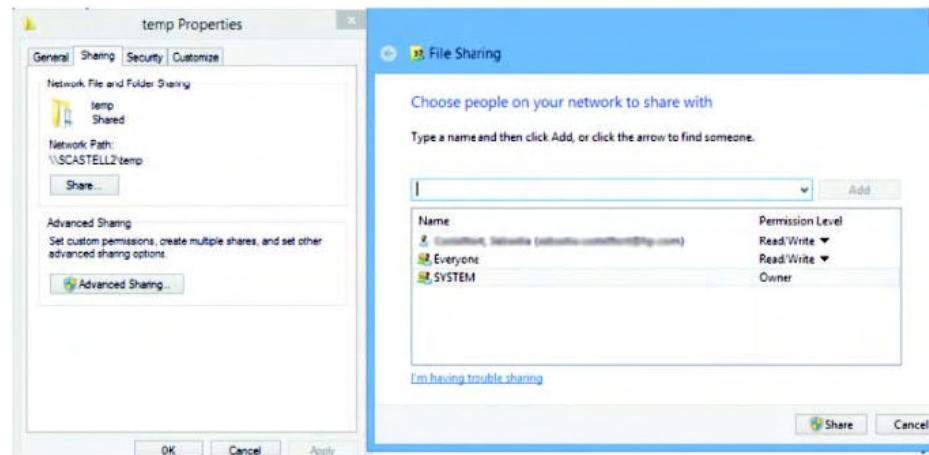 temp Properties
General Sharing Security Customize
Network File and Folder Sharing
temp
Shared
Network Path:
\\SCASTELL2\temp
Share...
Advanced Sharing
Set custom permissions, create multiple shares, and set other
advanced sharing options.
Advanced Sharing...
OK Cancel Apply
File Sharing
Choose people on your network to share with
Type a name and then click Add, or click the arrow to find someone.
Add
Name Permission Level
Read/Write
Everyone Read/Write
SYSTEM Owner
I'm having trouble sharing
Share Cancel